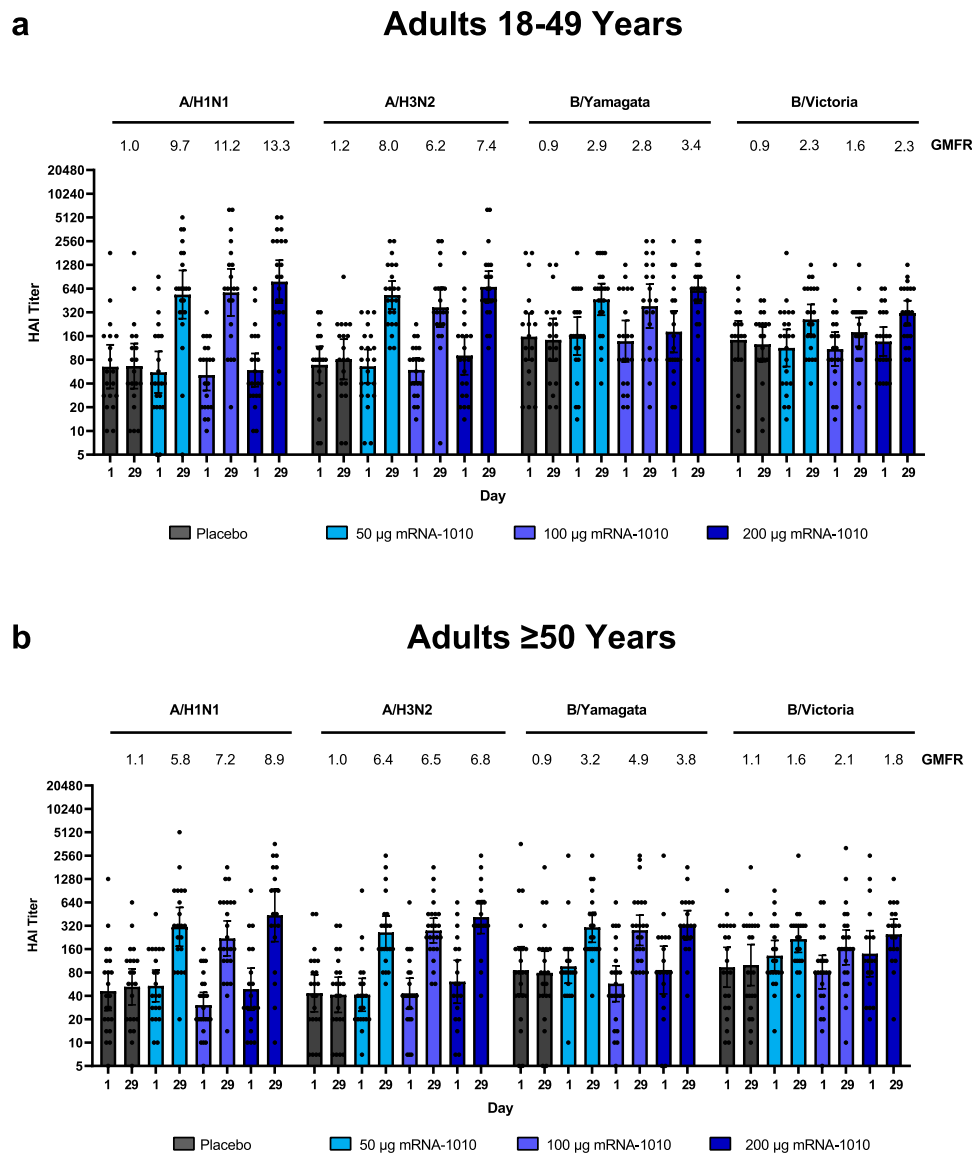 a
Adults 18-49 Years
A/H1N1 A/H3N2 B/Yamagata B/Victoria
1.0 9.7 11.2 13.3 1.2 8.0 6.2 7.4 0.9 2.9 2.8 3.4 0.9 2.3 1.6 2.3 GMFR
20480
10240
5120
2560
1280
640
320
160
80
40
20
10
5
HAI Titer
1 29 1 29 1 29 1 29 1 29 1 29 1 29 1 29 1 29 1 29 1 29 1 29 1 29 1 29 1 29 1 29
Day
Placebo 50 µg mRNA-1010 100 µg mRNA-1010 200 µg mRNA-1010
b
Adults ≥50 Years
A/H1N1 A/H3N2 B/Yamagata B/Victoria
1.1 5.8 7.2 8.9 1.0 6.4 6.5 6.8 0.9 3.2 4.9 3.8 1.1 1.6 2.1 1.8 GMFR
20480
10240
5120
2560
1280
640
320
160
80
40
20
10
5
HAI Titer
1 29 1 29 1 29 1 29 1 29 1 29 1 29 1 29 1 29 1 29 1 29 1 29 1 29 1 29 1 29 1 29
Day
Placebo 50 µg mRNA-1010 100 µg mRNA-1010 200 µg mRNA-1010